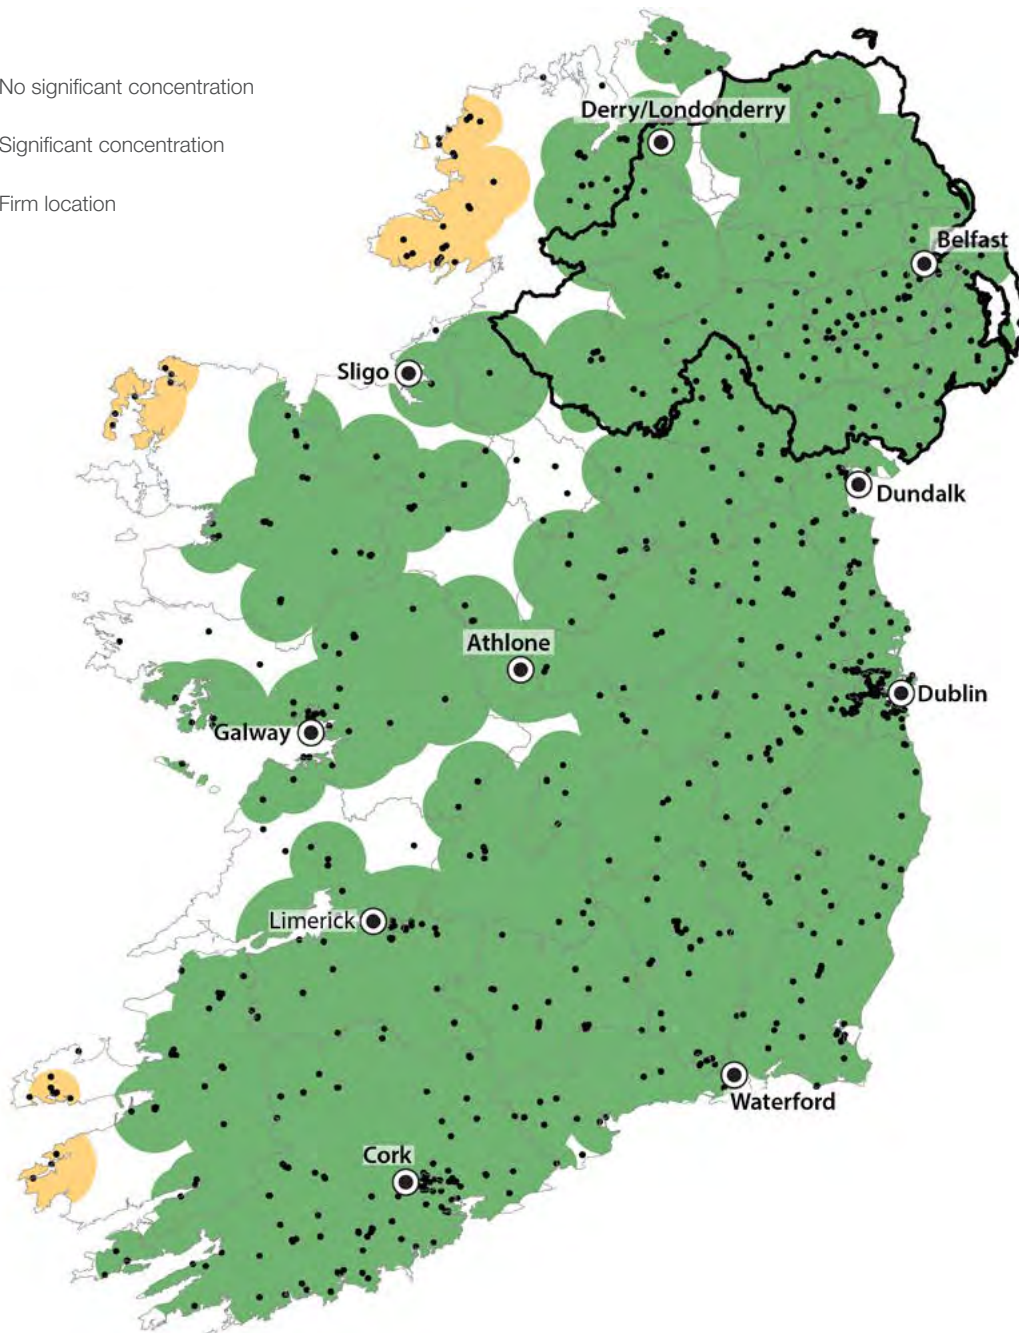 No significant concentration
Significant concentration
Firm location
Derry/Londonderry
Belfast
Sligo
Dundalk
Athlone
Dublin
Galway
Limerick
Waterford
Cork